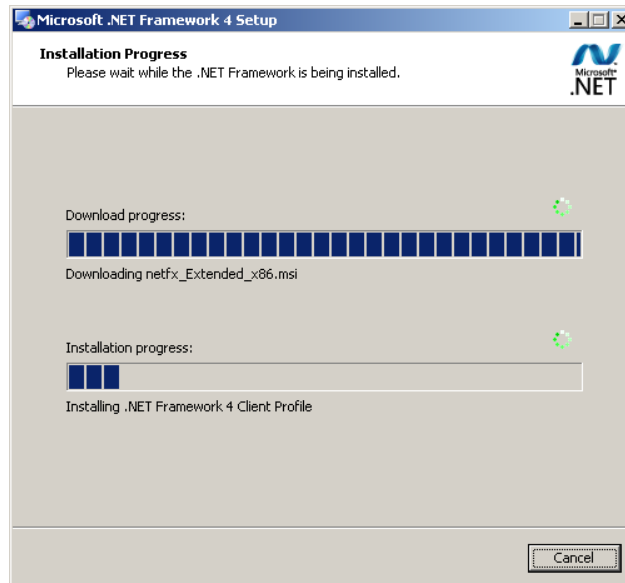 Microsoft .NET Framework 4 Setup
Installation Progress
Please wait while the .NET Framework is being installed.
Microsoft®
.NET
Download progress:
Downloading netfx_Extended_x86.msi
Installation progress:
Installing .NET Framework 4 Client Profile
Cancel